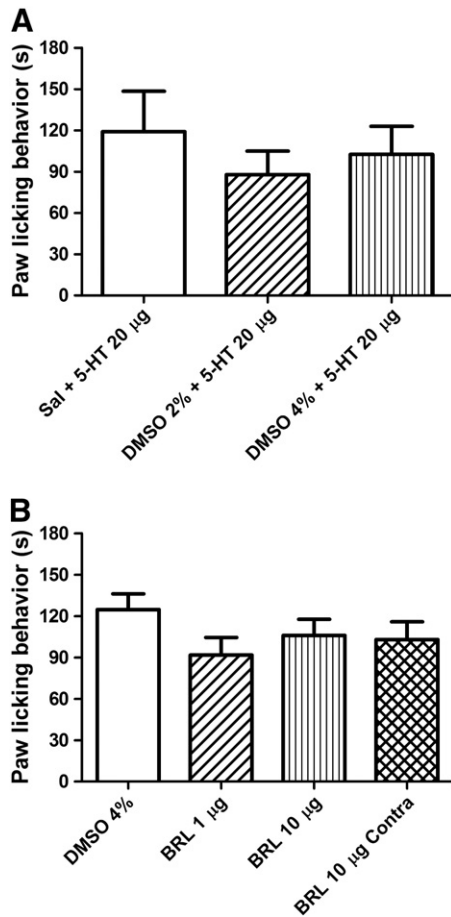 A
Paw licking behavior (s)
180
150
120
90
60
30
0
Sal + 5-HT 20 µg
DMSO 2% + 5-HT 20 µg
DMSO 4% + 5-HT 20 µg
B
Paw licking behavior (s)
180
150
120
90
60
30
0
DMSO 4%
BRL 1 µg
BRL 10 µg
BRL 10 µg Contra